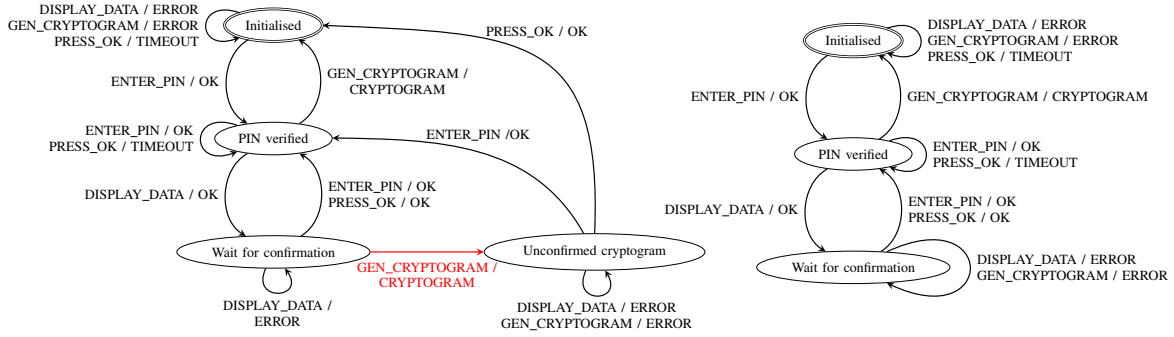 DISPLAY_DATA / ERROR
GEN_CRYPTOGRAM / ERROR
PRESS_OK / TIMEOUT
Initialised
PRESS_OK / OK
ENTER_PIN / OK
GEN_CRYPTOGRAM /
CRYPTOGRAM
ENTER_PIN / OK
PRESS_OK / TIMEOUT
PIN verified
ENTER_PIN /OK
DISPLAY_DATA / OK
ENTER_PIN / OK
PRESS_OK / OK
Wait for confirmation
GEN_CRYPTOGRAM /
CRYPTOGRAM
Unconfirmed cryptogram
DISPLAY_DATA /
ERROR
DISPLAY_DATA / ERROR
GEN_CRYPTOGRAM / ERROR
Initialised
DISPLAY_DATA / ERROR
GEN_CRYPTOGRAM / ERROR
PRESS_OK / TIMEOUT
ENTER_PIN / OK
GEN_CRYPTOGRAM / CRYPTOGRAM
PIN verified
ENTER_PIN / OK
PRESS_OK / TIMEOUT
DISPLAY_DATA / OK
ENTER_PIN / OK
PRESS_OK / OK
Wait for confirmation
DISPLAY_DATA / ERROR
GEN_CRYPTOGRAM / ERROR